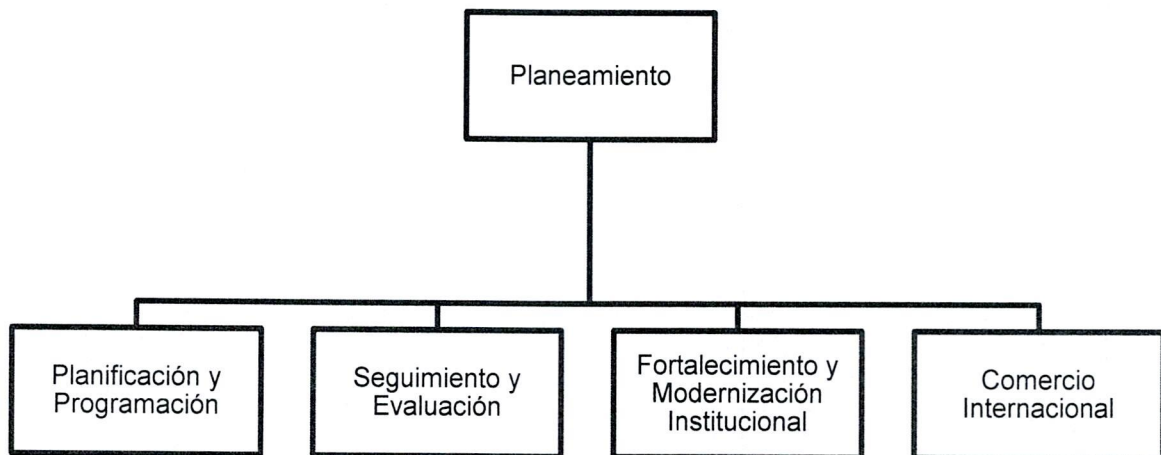 Planeamiento
Planificación y
Programación
Seguimiento y
Evaluación
Fortalecimiento y
Modernización
Institucional
Comercio
Internacional